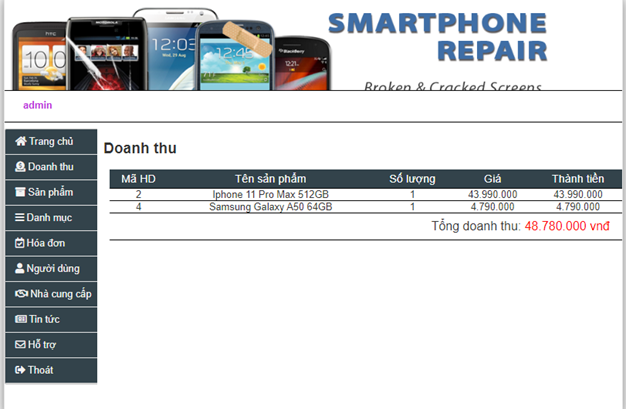 SMARTPHONE
REPAIR
Broken & Cracked Screens
admin
Trang chủ
Doanh thu
Sản phẩm
Danh mục
Hóa đơn
Người dùng
Nhà cung cấp
Tin tức
Hỗ trợ
Thoát
Doanh thu
Mã HD Tên sản phẩm Số lượng Giá Thành tiền
2 Iphone 11 Pro Max 512GB 1 43.990.000 43.990.000
4 Samsung Galaxy A50 64GB 1 4.790.000 4.790.000
Tổng doanh thu: 48.780.000 vnđ